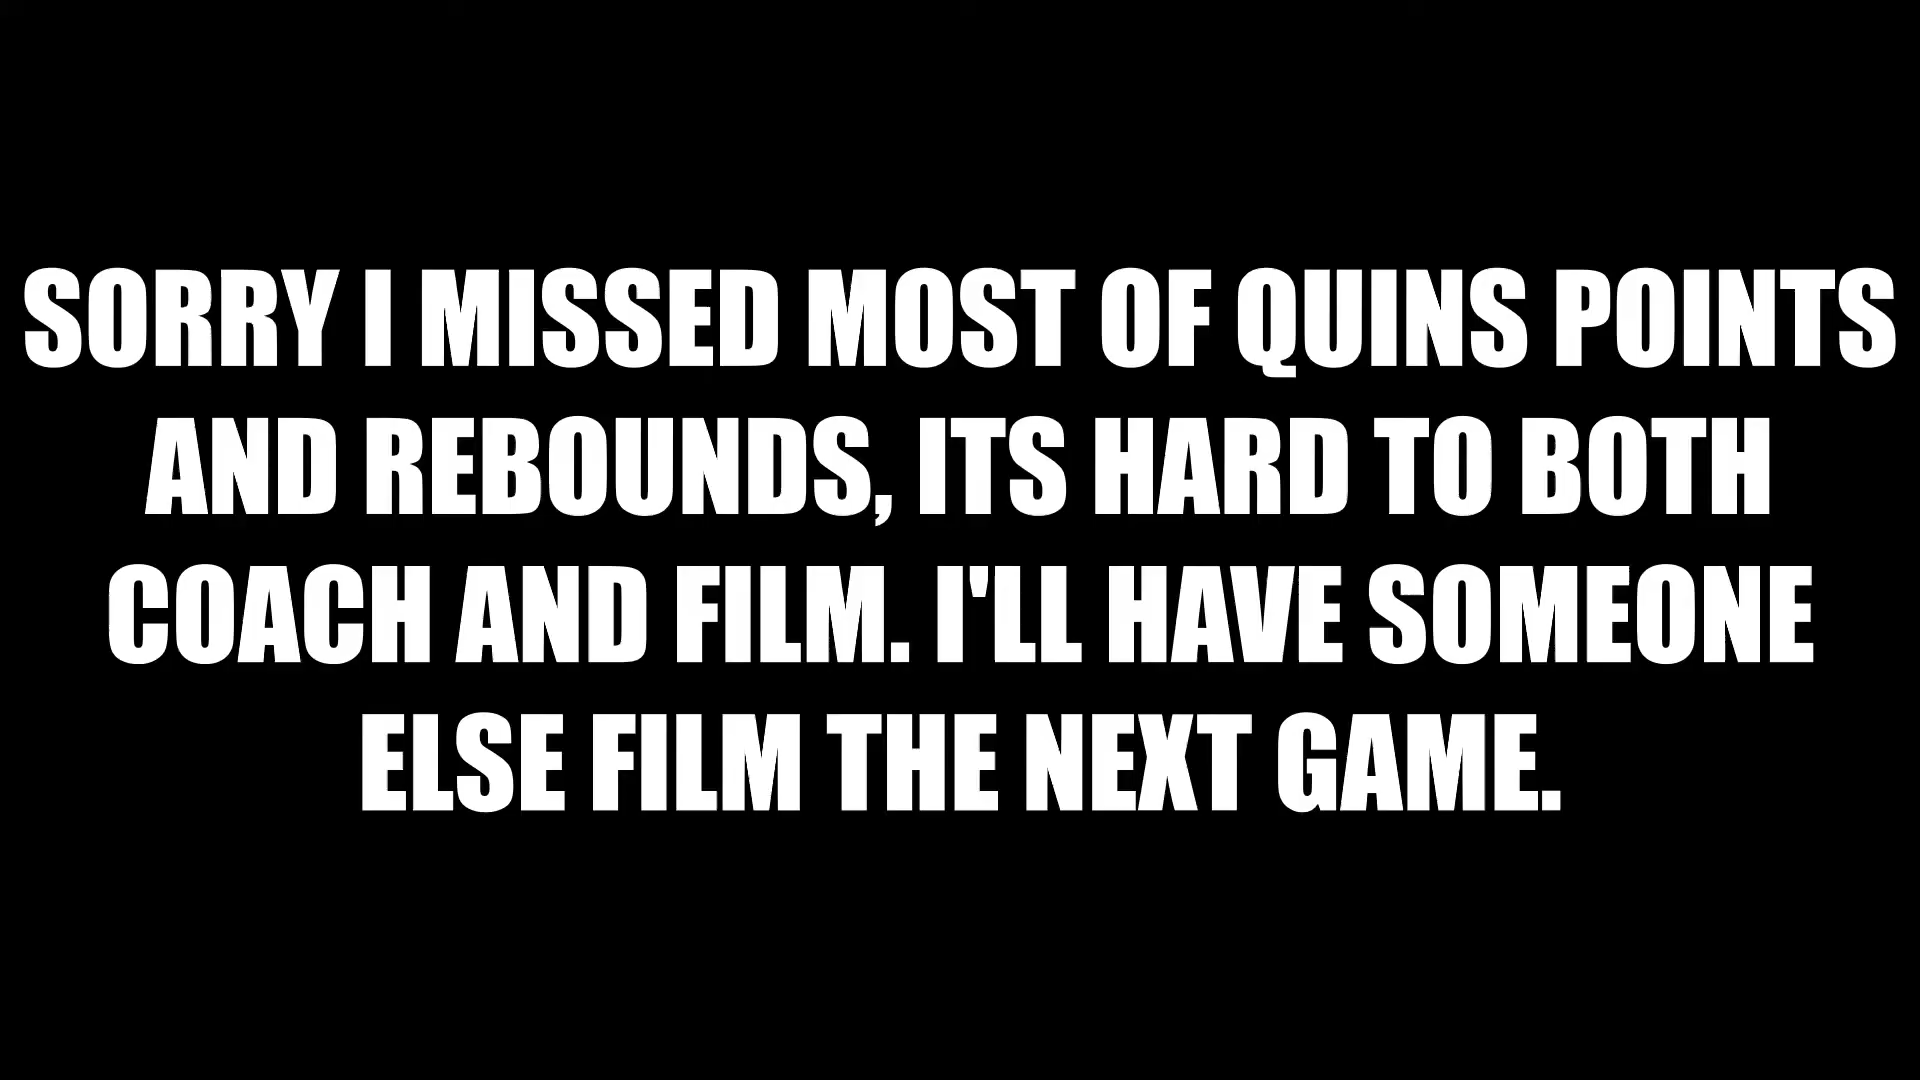 SORRY I MISSED MOST OF QUINS POINTS
AND REBOUNDS, ITS HARD TO BOTH
COACH AND FILM. I'LL HAVE SOMEONE
ELSE FILM THE NEXT GAME.